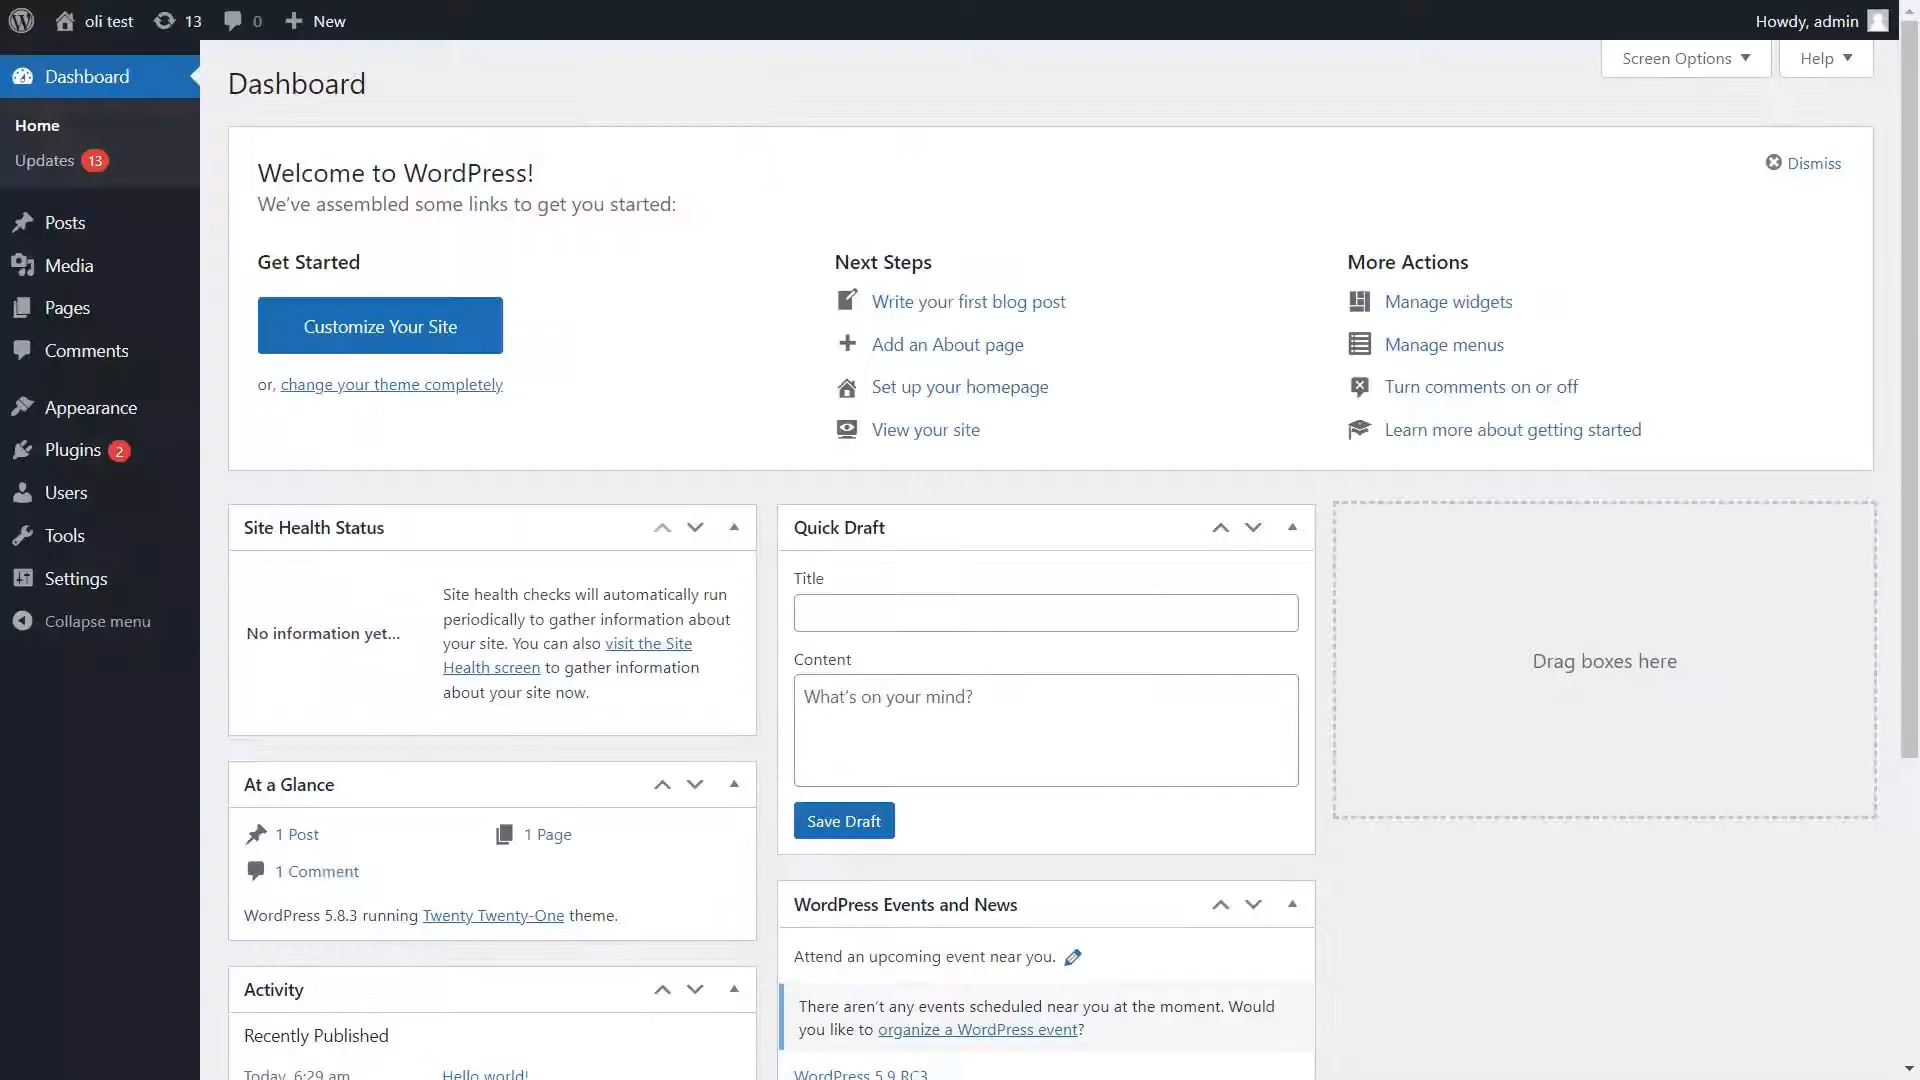 oli test 13 0 New Howdy, admin
Dashboard
Home
Updates 13
Posts
Media
Pages
Comments
Appearance
Plugins 2
Users
Tools
Settings
Collapse menu
Screen Options
Help
Dashboard
Welcome to WordPress!
We've assembled some links to get you started:
Dismiss
Get Started
Customize Your Site
or, change your theme completely
Next Steps
Write your first blog post
Add an About page
Set up your homepage
View your site
More Actions
Manage widgets
Manage menus
Turn comments on or off
Learn more about getting started
Site Health Status
No information yet...
Site health checks will automatically run
periodically to gather information about
your site. You can also visit the Site
Health screen to gather information
about your site now.
At a Glance
1 Post
1 Page
1 Comment
WordPress 5.8.3 running Twenty Twenty-One theme.
Activity
Recently Published
Today, 6:29 am Hello world!
Quick Draft
Title
Content
What's on your mind?
Save Draft
WordPress Events and News
Attend an upcoming event near you.
There aren't any events scheduled near you at the moment. Would
you like to organize a WordPress event?
WordPress 5.9 RC3
Drag boxes here